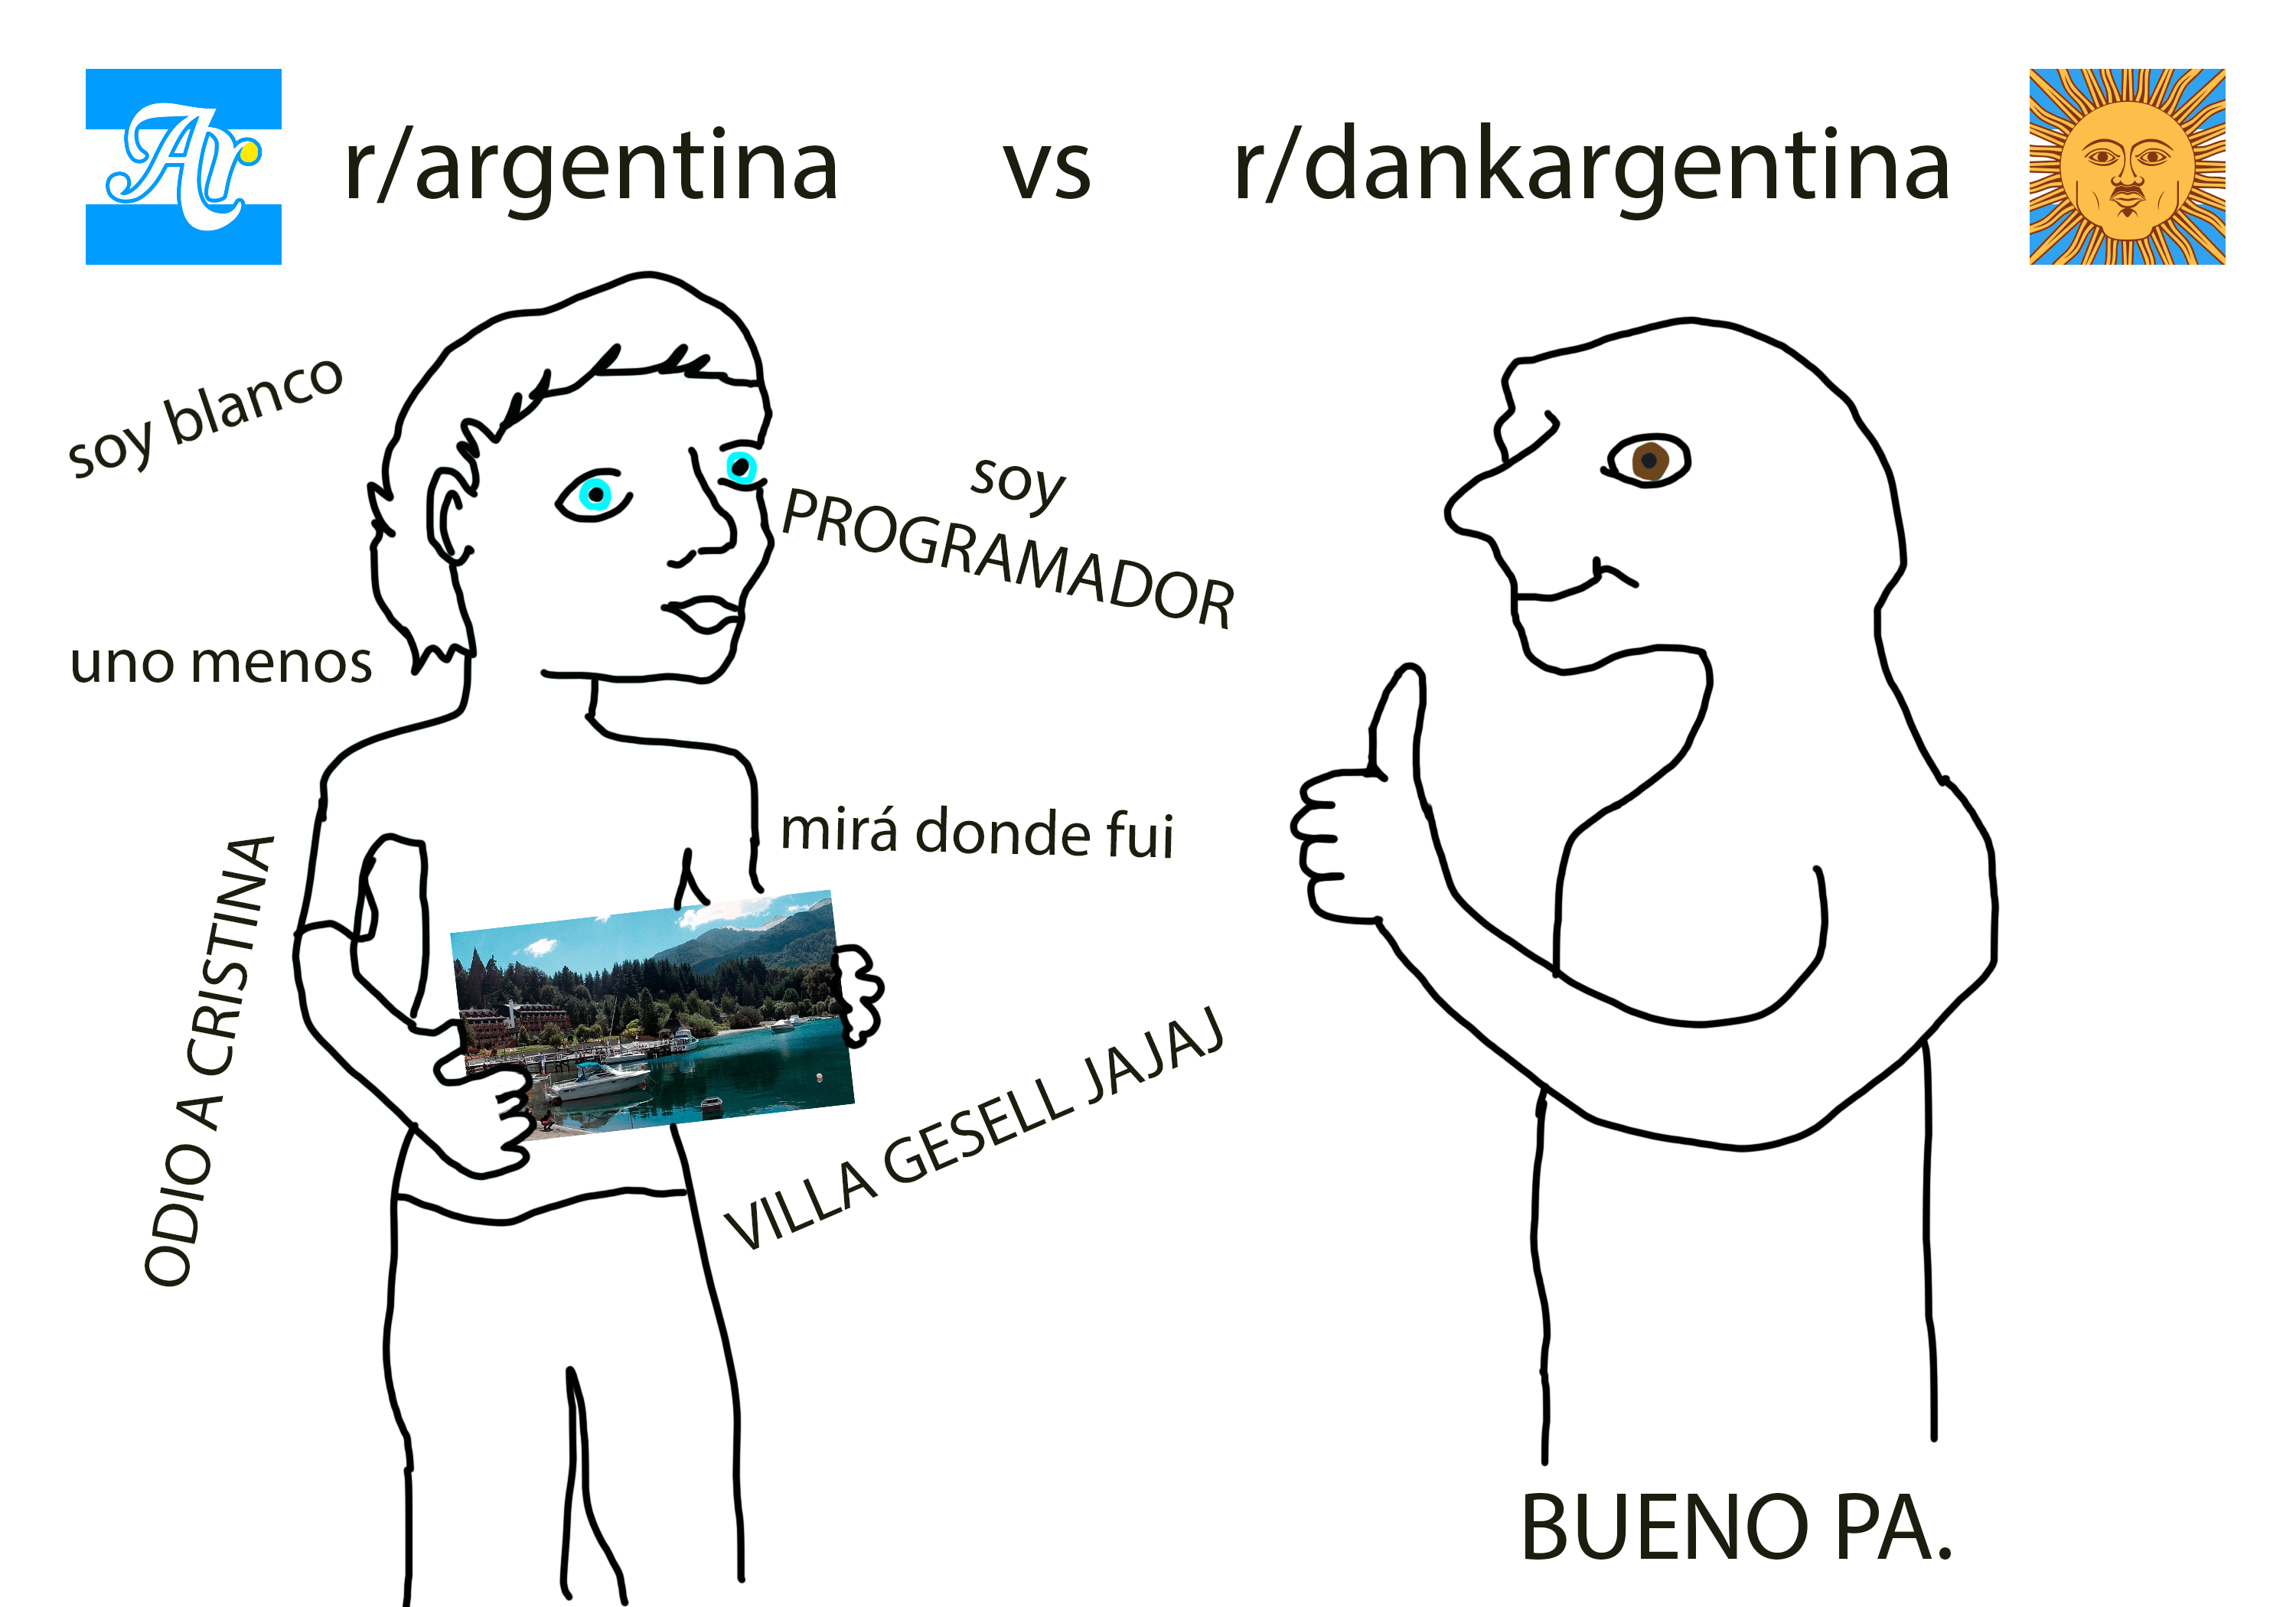 Ar
r/argentina vs r/dankargentina
soy blanco
soy
PROGRAMADOR
uno menos
mirá donde fui
ODIO A CRISTINA
VILLA GESELL JAJAJ
BUENO PA.